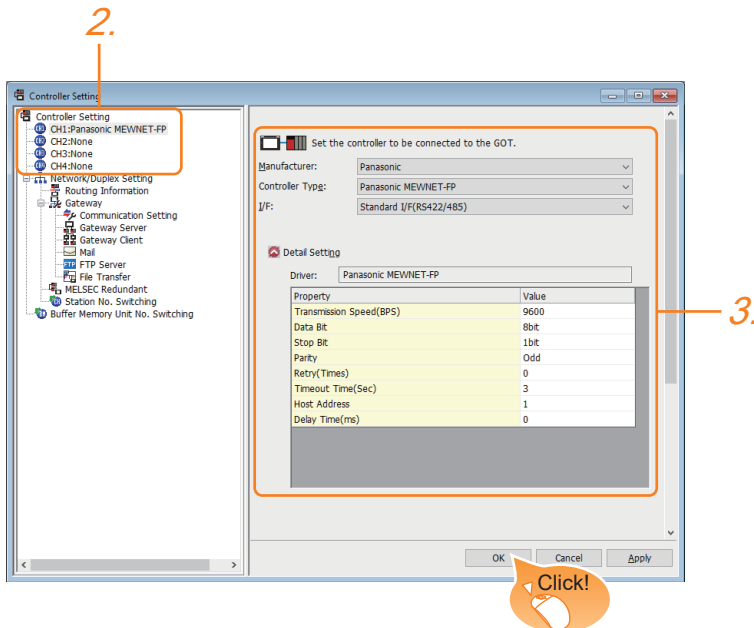 2.
Controller Setting
Controller Setting
CH1:Panasonic MEWNET-FP
CH2:None
CH3:None
CH4:None
Network/Duplex Setting
Routing Information
Gateway
Communication Setting
Gateway Server
Gateway Client
Mail
FTP Server
File Transfer
MELSEC Redundant
Station No. Switching
Buffer Memory Unit No. Switching
Set the controller to be connected to the GOT.
Manufacturer: Panasonic
Controller Type: Panasonic MEWNET-FP
I/F: Standard I/F(RS422/485)
Detail Setting
Driver: Panasonic MEWNET-FP
Property Value
Transmission Speed(BPS) 9600
Data Bit 8bit
Stop Bit 1bit
Parity Odd
Retry(Times) 0
Timeout Time(Sec) 3
Host Address 1
Delay Time(ms) 0
3.
OK Cancel Apply
Click!